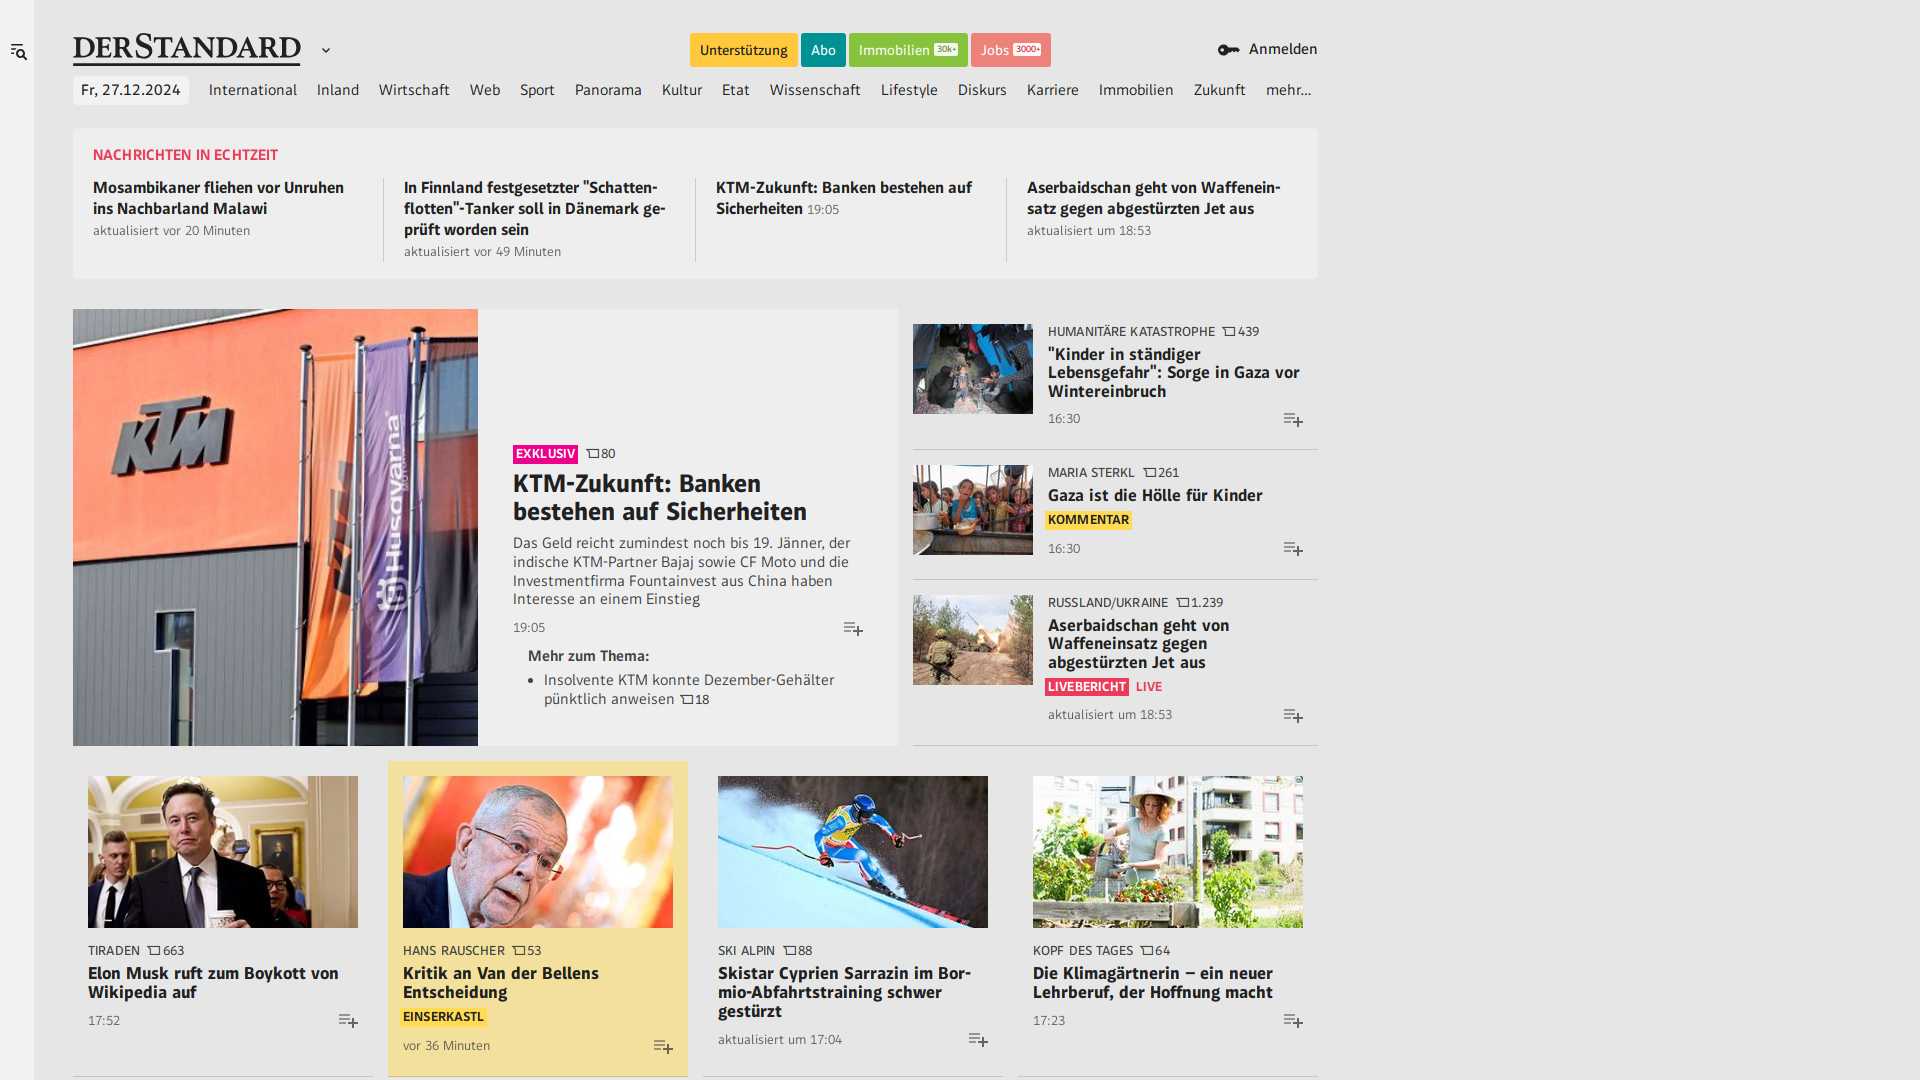 DERSTANDARD
Unterstützung
Abo
Immobilien 30k+
Jobs 3000+
Anmelden
Fr, 27.12.2024
International
Inland
Wirtschaft
Web
Sport
Panorama
Kultur
Etat
Wissenschaft
Lifestyle
Diskurs
Karriere
Immobilien
Zukunft
mehr…
NACHRICHTEN IN ECHTZEIT
Mosambikaner fliehen vor Unruhen
ins Nachbarland Malawi
aktualisiert vor 20 Minuten
In Finnland festgesetzter "Schatten-
flotten"-Tanker soll in Dänemark ge-
prüft worden sein
aktualisiert vor 49 Minuten
KTM-Zukunft: Banken bestehen auf
Sicherheiten 19:05
Aserbaidschan geht von Waffenein-
satz gegen abgestürzten Jet aus
aktualisiert um 18:53
KTM
Husqvarna
EXKLUSIV 80
KTM-Zukunft: Banken
bestehen auf Sicherheiten
Das Geld reicht zumindest noch bis 19. Jänner, der
indische KTM-Partner Bajaj sowie CF Moto und die
Investmentfirma Fountainvest aus China haben
Interesse an einem Einstieg
19:05
Mehr zum Thema:
• Insolvente KTM konnte Dezember-Gehälter
pünktlich anweisen 18
HUMANITÄRE KATASTROPHE 439
"Kinder in ständiger
Lebensgefahr": Sorge in Gaza vor
Wintereinbruch
16:30
MARIA STERKL 261
Gaza ist die Hölle für Kinder
KOMMENTAR
16:30
RUSSLAND/UKRAINE 1.239
Aserbaidschan geht von
Waffeneinsatz gegen
abgestürzten Jet aus
LIVEBERICHT LIVE
aktualisiert um 18:53
TIRADEN 663
Elon Musk ruft zum Boykott von
Wikipedia auf
17:52
HANS RAUSCHER 53
Kritik an Van der Bellens
Entscheidung
EINSERKASTL
vor 36 Minuten
SKI ALPIN 88
Skistar Cyprien Sarrazin im Bor-
mio-Abfahrtstraining schwer
gestürzt
aktualisiert um 17:04
KOPF DES TAGES 64
Die Klimagärtnerin – ein neuer
Lehrberuf, der Hoffnung macht
17:23